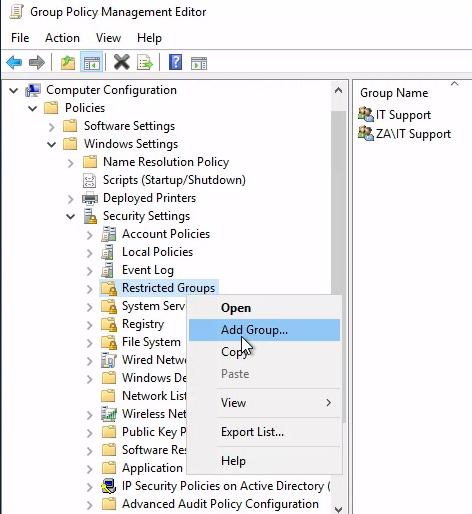 Group Policy Management Editor
File Action View Help
Computer Configuration
Policies
Software Settings
Windows Settings
Name Resolution Policy
Scripts (Startup/Shutdown)
Deployed Printers
Security Settings
Account Policies
Local Policies
Event Log
Restricted Groups
System Serv
Registry
File System
Wired Netw
Windows De
Network List
Wireless Net
Public Key P
Software Res
Application
IP Security Policies on Active Directory (
Advanced Audit Policy Configuration
Open
Add Group...
Copy
Paste
View
Export List...
Help
Group Name
IT Support
ZA\IT Support